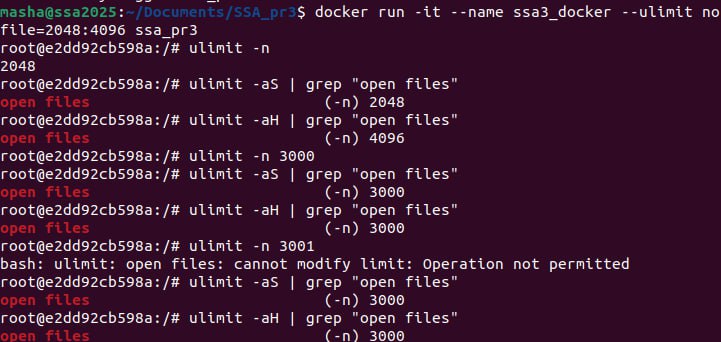 masha@ssa2025:~/Documents/SSA_pr3$ docker run -it --name ssa3_docker --ulimit no
file=2048:4096 ssa_pr3
root@e2dd92cb598a:/# ulimit -n
2048
root@e2dd92cb598a:/# ulimit -aS | grep "open files"
open files                          (-n) 2048
root@e2dd92cb598a:/# ulimit -aH | grep "open files"
open files                          (-n) 4096
root@e2dd92cb598a:/# ulimit -n 3000
root@e2dd92cb598a:/# ulimit -aS | grep "open files"
open files                          (-n) 3000
root@e2dd92cb598a:/# ulimit -aH | grep "open files"
open files                          (-n) 3000
root@e2dd92cb598a:/# ulimit -n 3001
bash: ulimit: open files: cannot modify limit: Operation not permitted
root@e2dd92cb598a:/# ulimit -aS | grep "open files"
open files                          (-n) 3000
root@e2dd92cb598a:/# ulimit -aH | grep "open files"
open files                          (-n) 3000